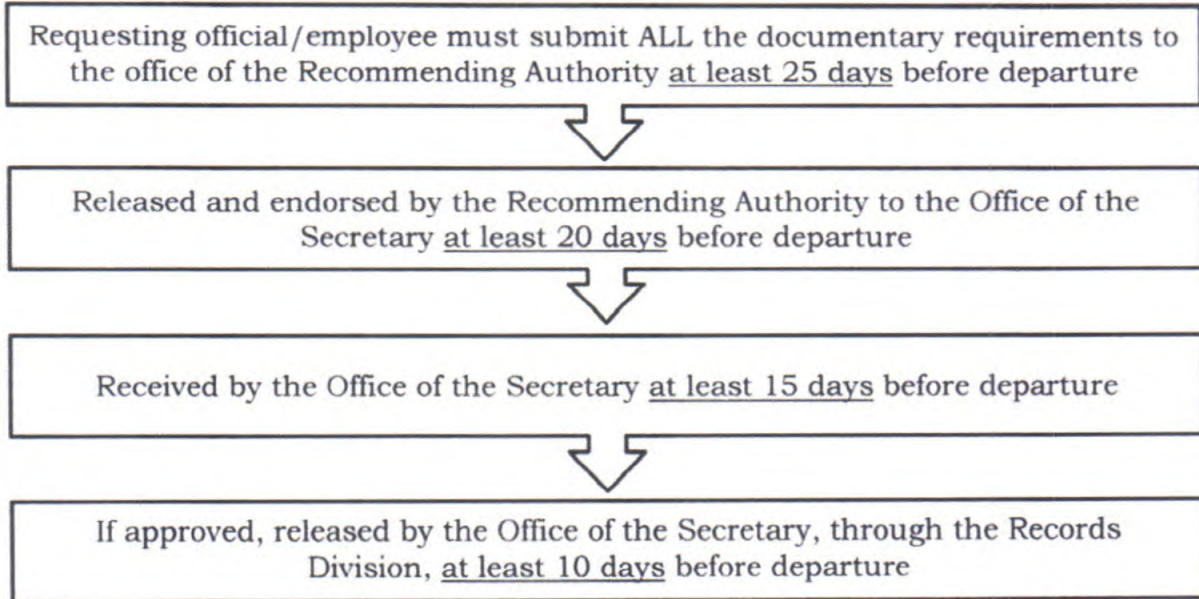 Requesting official/employee must submit ALL the documentary requirements to
the office of the Recommending Authority at least 25 days before departure
Released and endorsed by the Recommending Authority to the Office of the
Secretary at least 20 days before departure
Received by the Office of the Secretary at least 15 days before departure
If approved, released by the Office of the Secretary, through the Records
Division, at least 10 days before departure